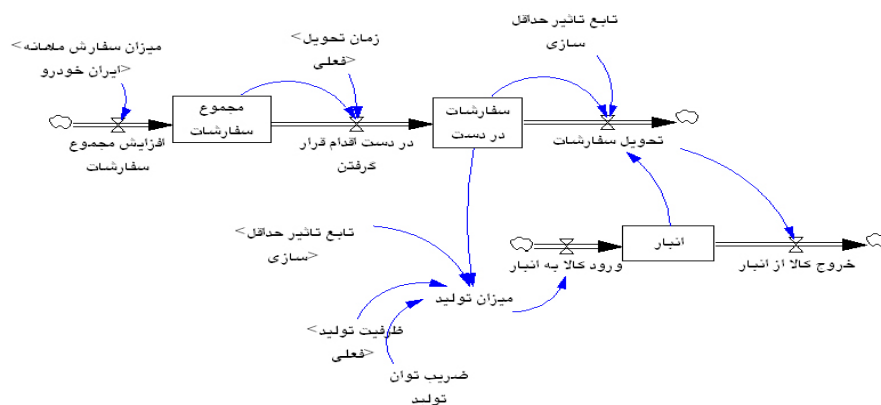 <میزان سفارش ماهانه
ایران خودرو>
<زمان تحویل
فعلی>
تابع تاثیر حداقل
سازی
مجموع
سفارشات
سفارشات
در دست
افزایش مجموع
سفارشات
در دست اقدام قرار
گرفتن
تحویل سفارشات
<تابع تاثیر حداقل
سازی>
انبار
ورود کالا به انبار
خروج کالا از انبار
میزان تولید
<ظرفیت تولید
فعلی>
ضریب توان
تولید